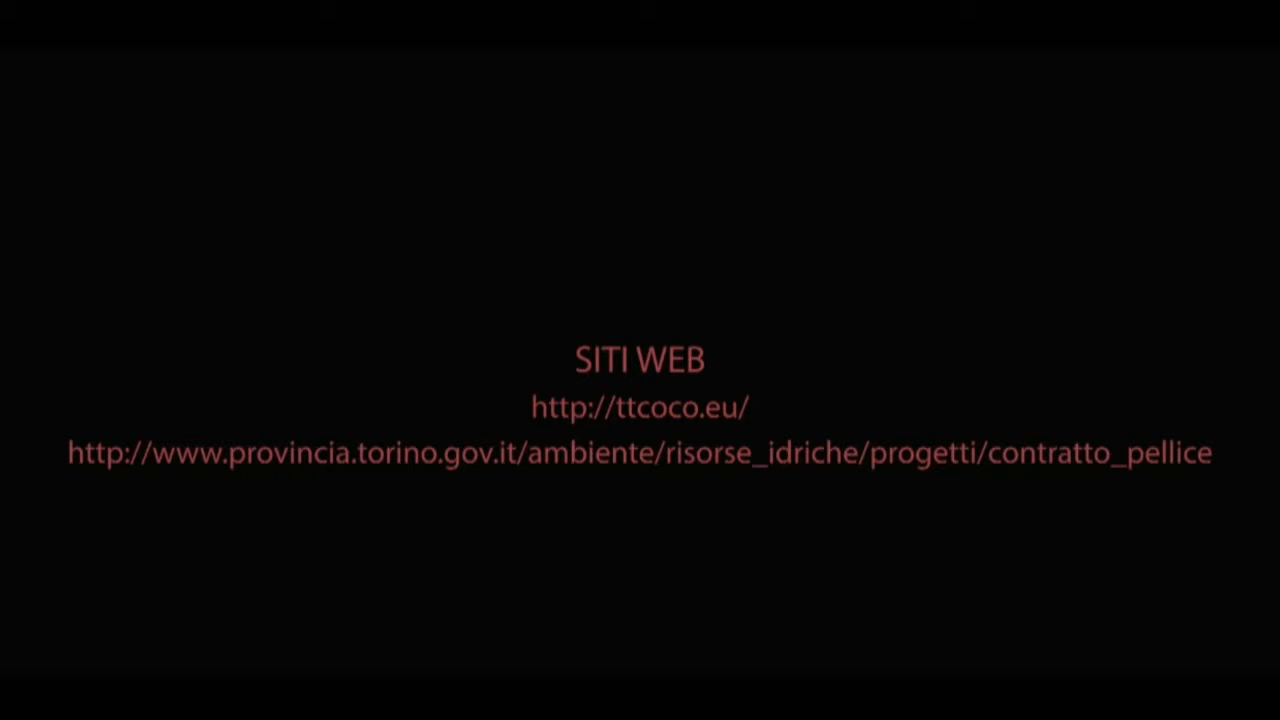 SITI WEB
http://ttcoco.eu/
http://www.provincia.torino.gov.it/ambiente/risorse_idriche/progetti/contratto_pellice